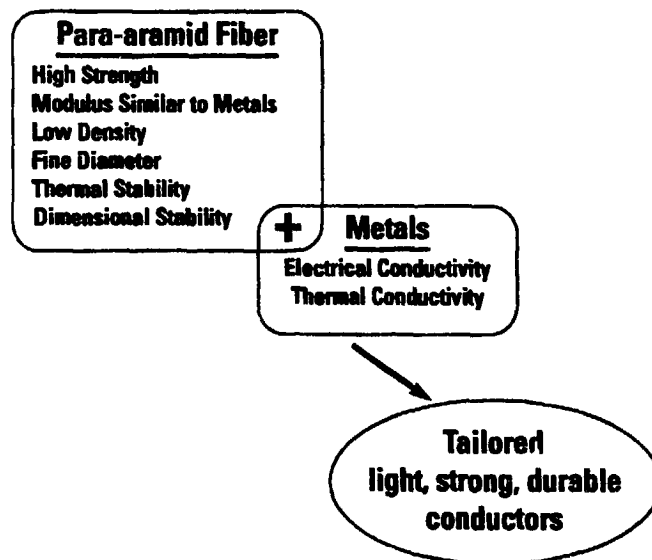 Para-aramid Fiber
High Strength
Modulus Similar to Metals
Low Density
Fine Diameter
Thermal Stability
Dimensional Stability
+
Metals
Electrical Conductivity
Thermal Conductivity
Tailored
light, strong, durable
conductors